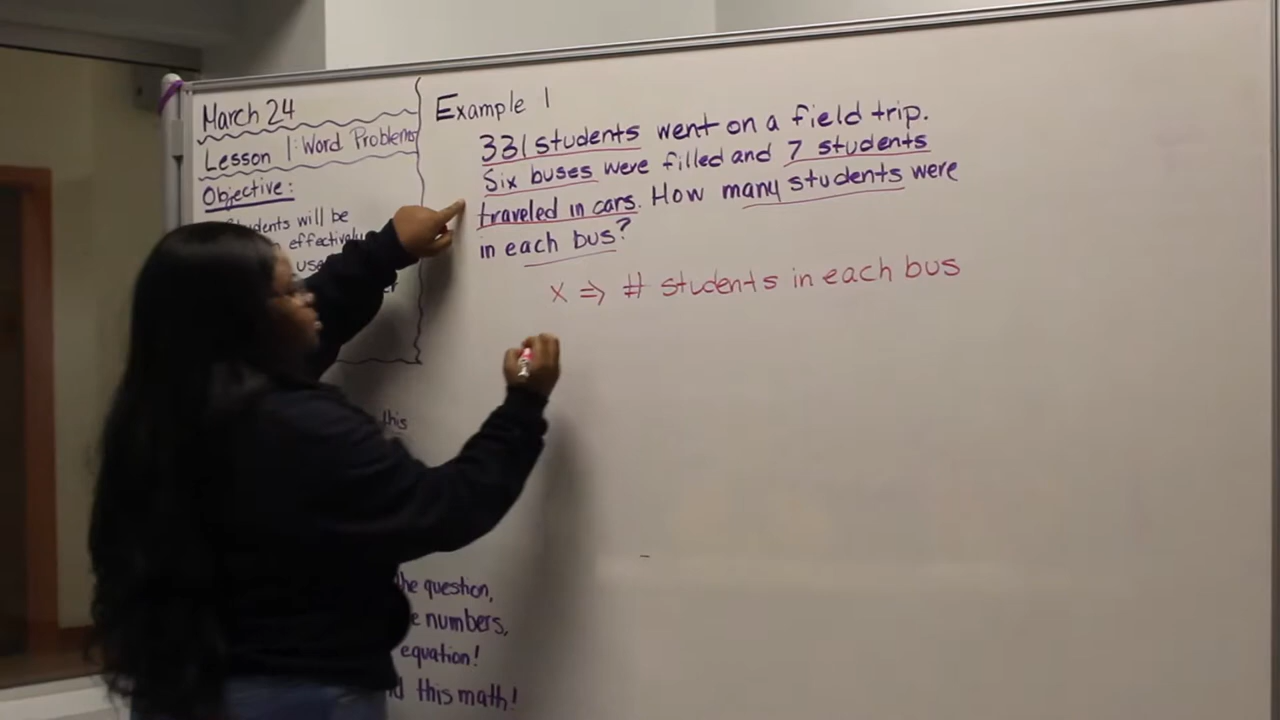 March 24
Lesson 1: Word Problems
Objective:
Students will be
effectively
use
Example 1
331 students went on a field trip.
Six buses were filled and 7 students
traveled in cars. How many students were
in each bus?
x => # students in each bus
this
the question,
numbers,
equation!
this math!